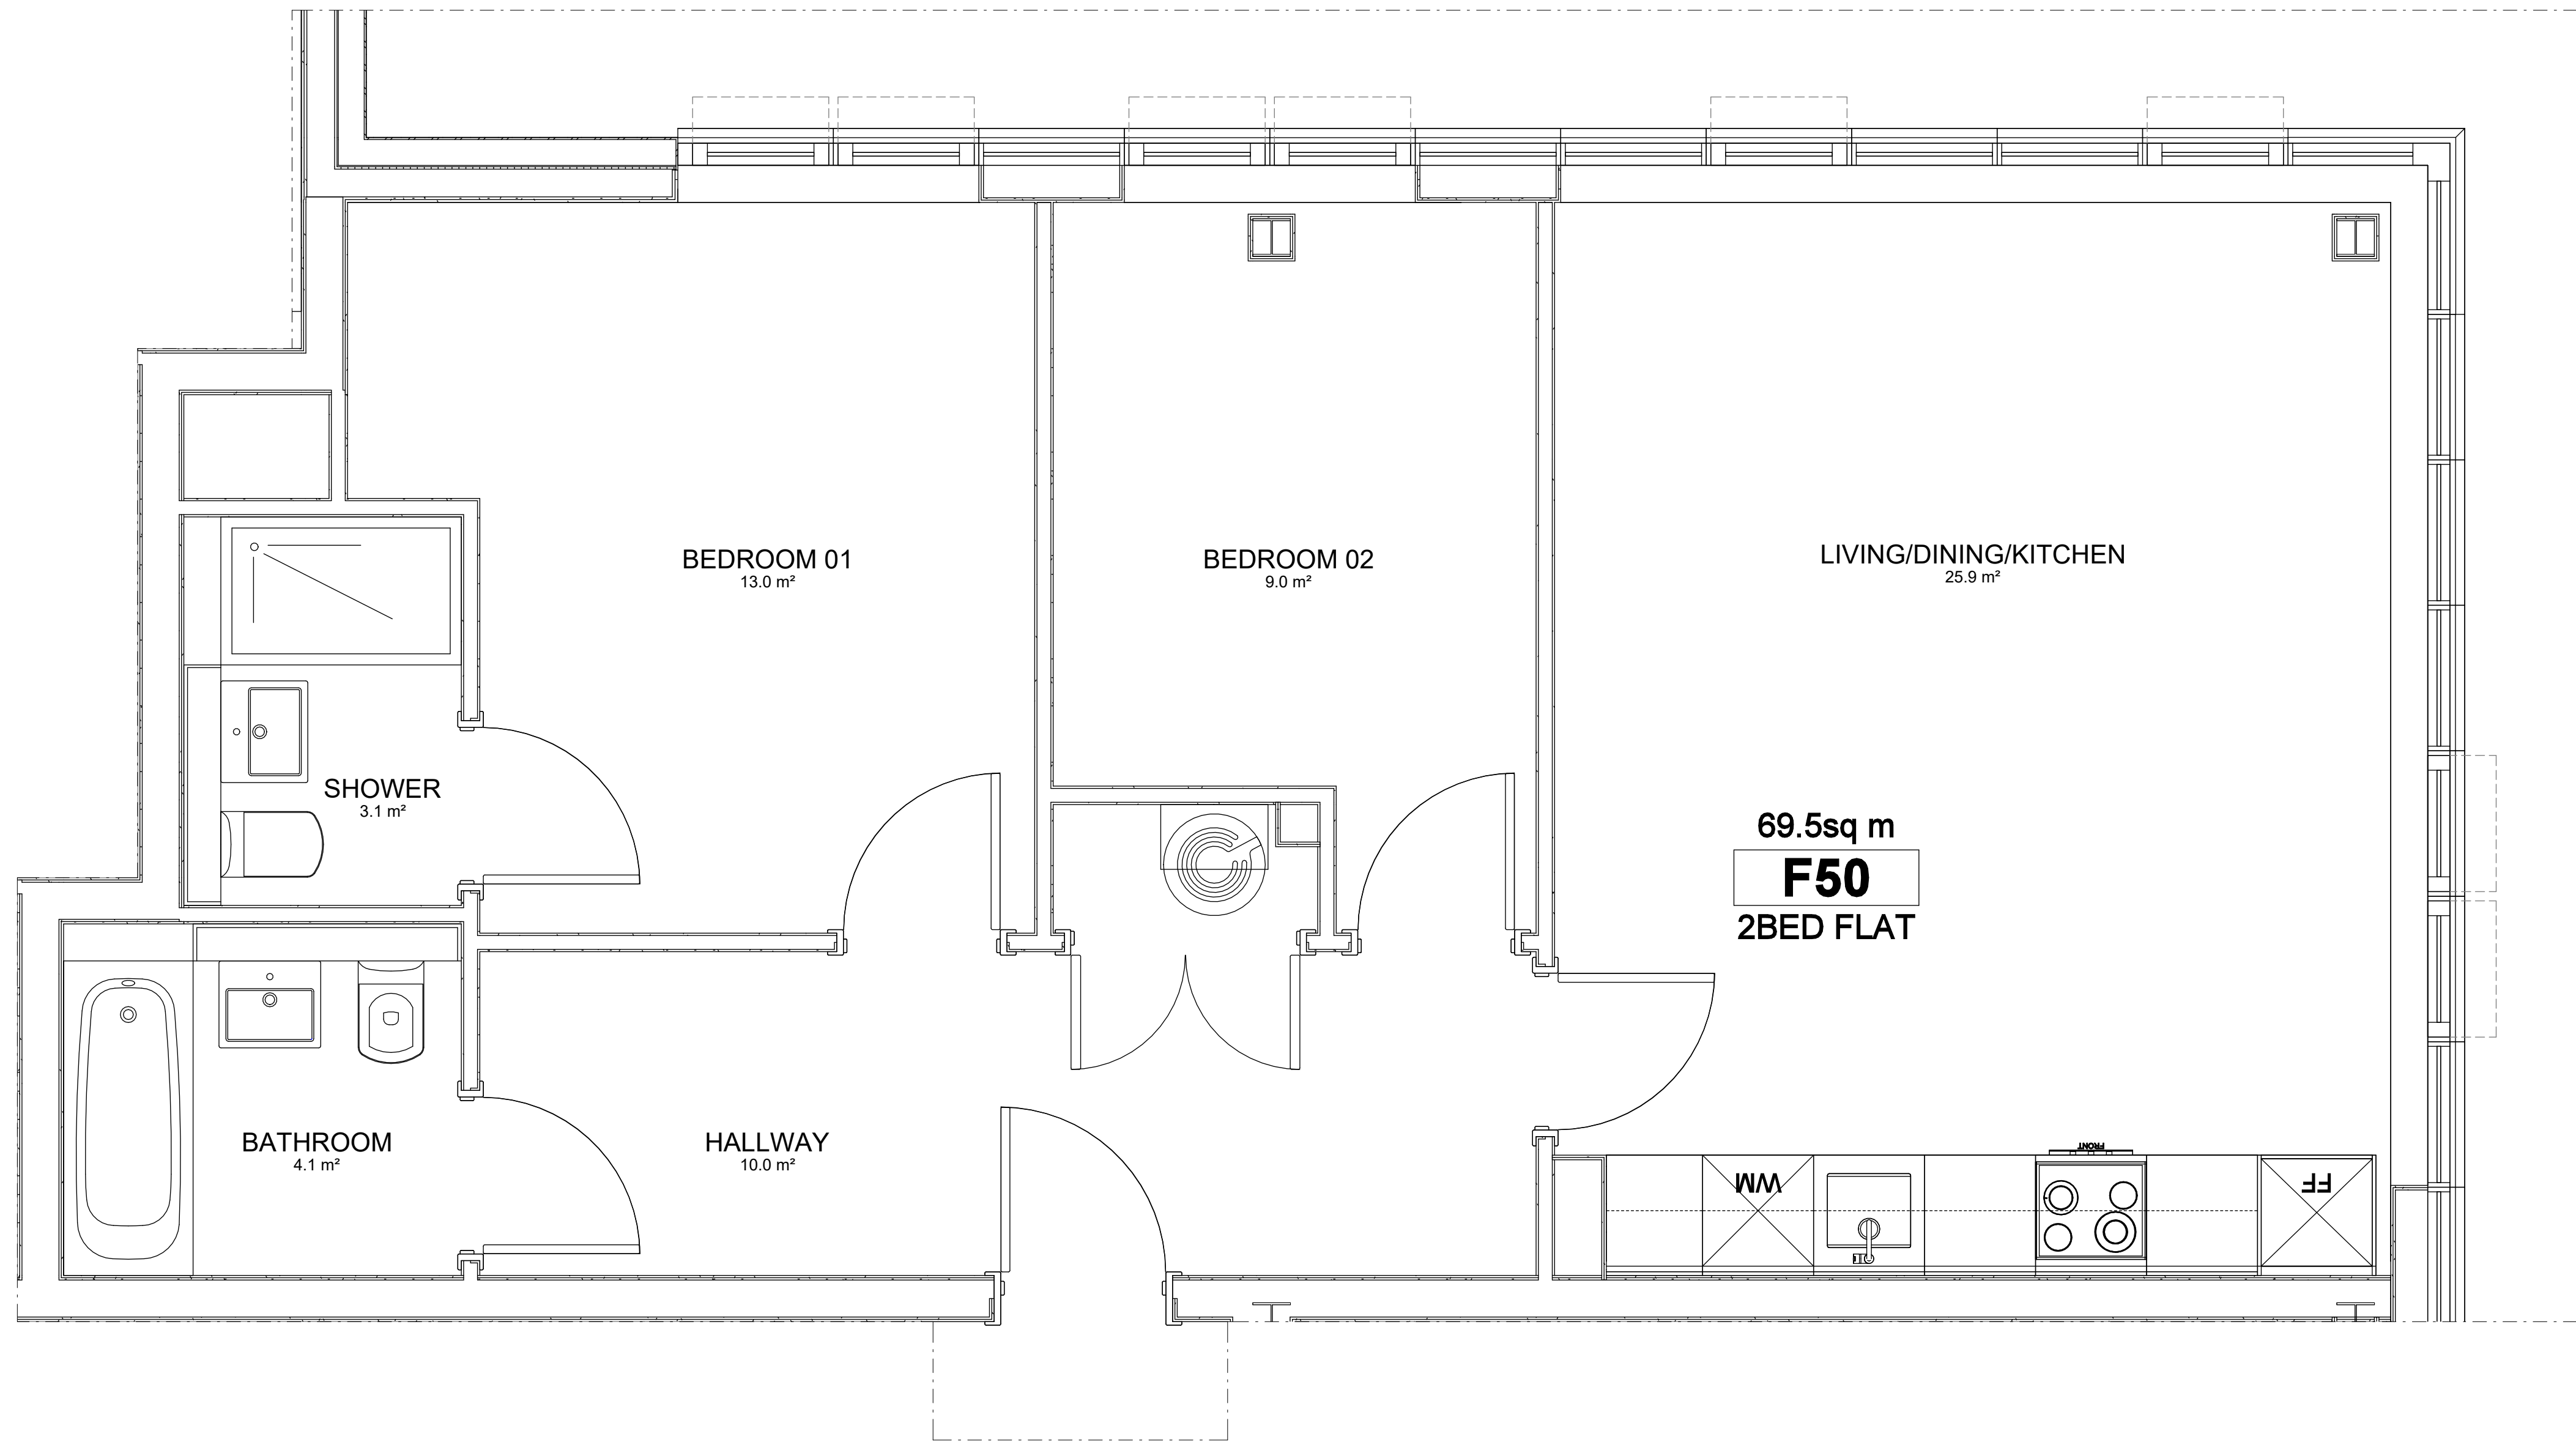 BEDROOM 01
13.0 m²
BEDROOM 02
9.0 m²
LIVING/DINING/KITCHEN
25.9 m²
SHOWER
3.1 m²
69.5sq m
F50
2BED FLAT
BATHROOM
4.1 m²
HALLWAY
10.0 m²
FRONT
WM
FF